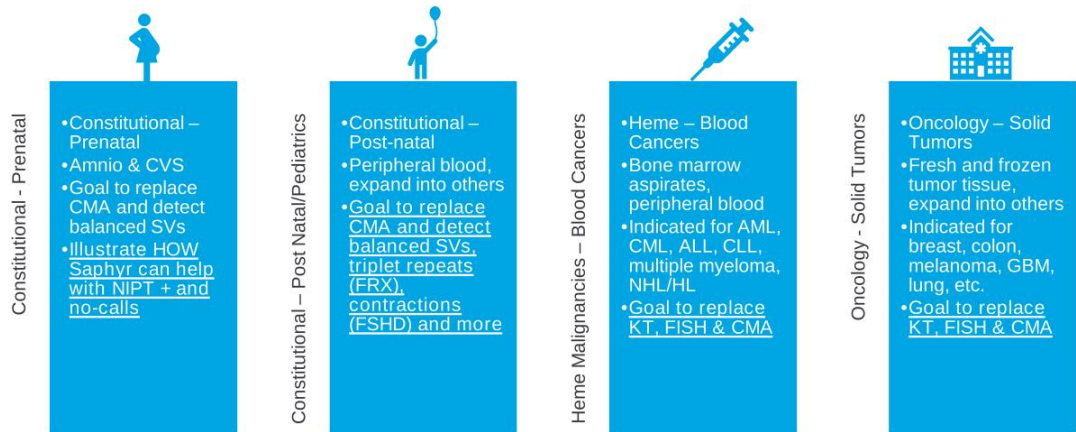 Constitutional - Prenatal
•Constitutional –
Prenatal
•Amnio & CVS
•Goal to replace
CMA and detect
balanced SVs
•Illustrate HOW
Saphyr can help
with NIPT + and
no-calls
Constitutional – Post Natal/Pediatrics
•Constitutional –
Post-natal
•Peripheral blood,
expand into others
•Goal to replace
CMA and detect
balanced SVs,
triplet repeats
(FRX),
contractions
(FSHD) and more
Heme Malignancies – Blood Cancers
•Heme – Blood
Cancers
•Bone marrow
aspirates,
peripheral blood
•Indicated for AML,
CML, ALL, CLL,
multiple myeloma,
NHL/HL
•Goal to replace
KT, FISH & CMA
Oncology - Solid Tumors
•Oncology – Solid
Tumors
•Fresh and frozen
tumor tissue,
expand into others
•Indicated for
breast, colon,
melanoma, GBM,
lung, etc.
•Goal to replace
KT, FISH & CMA